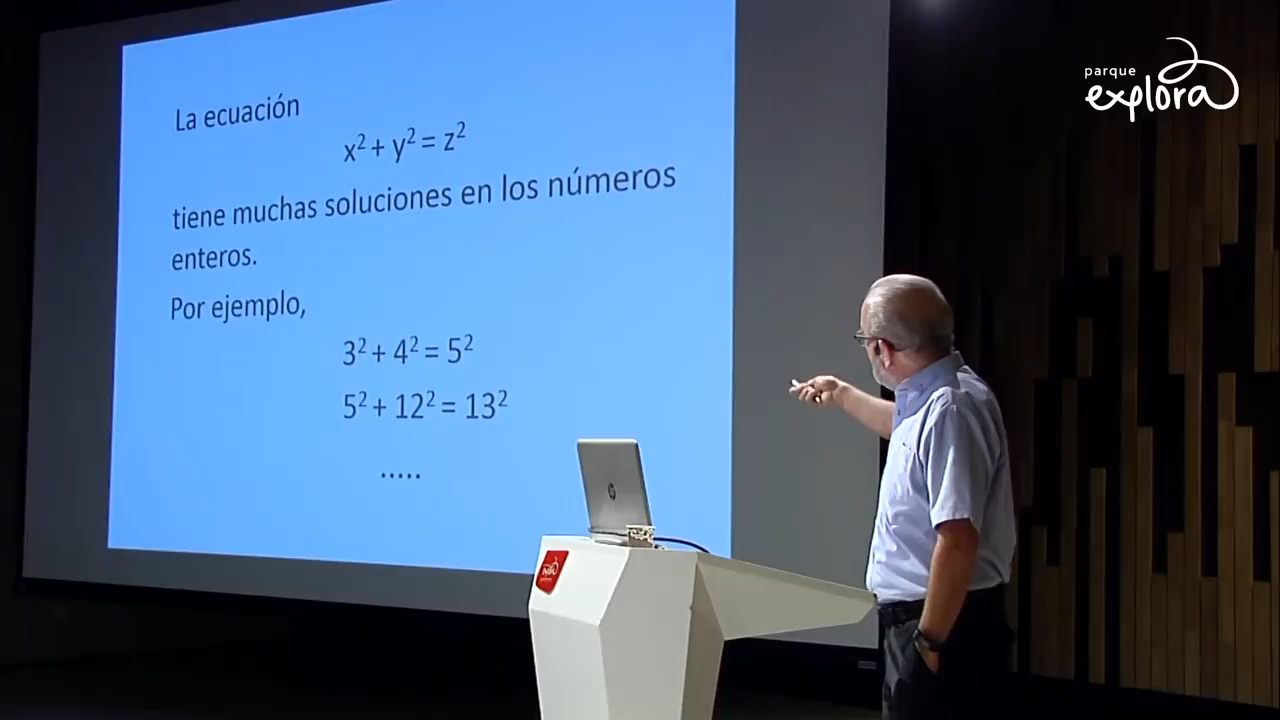 La ecuación
x² + y² = z²
tiene muchas soluciones en los números
enteros.
Por ejemplo,
3² + 4² = 5²
5² + 12² = 13²
.....
parque
explora
hp